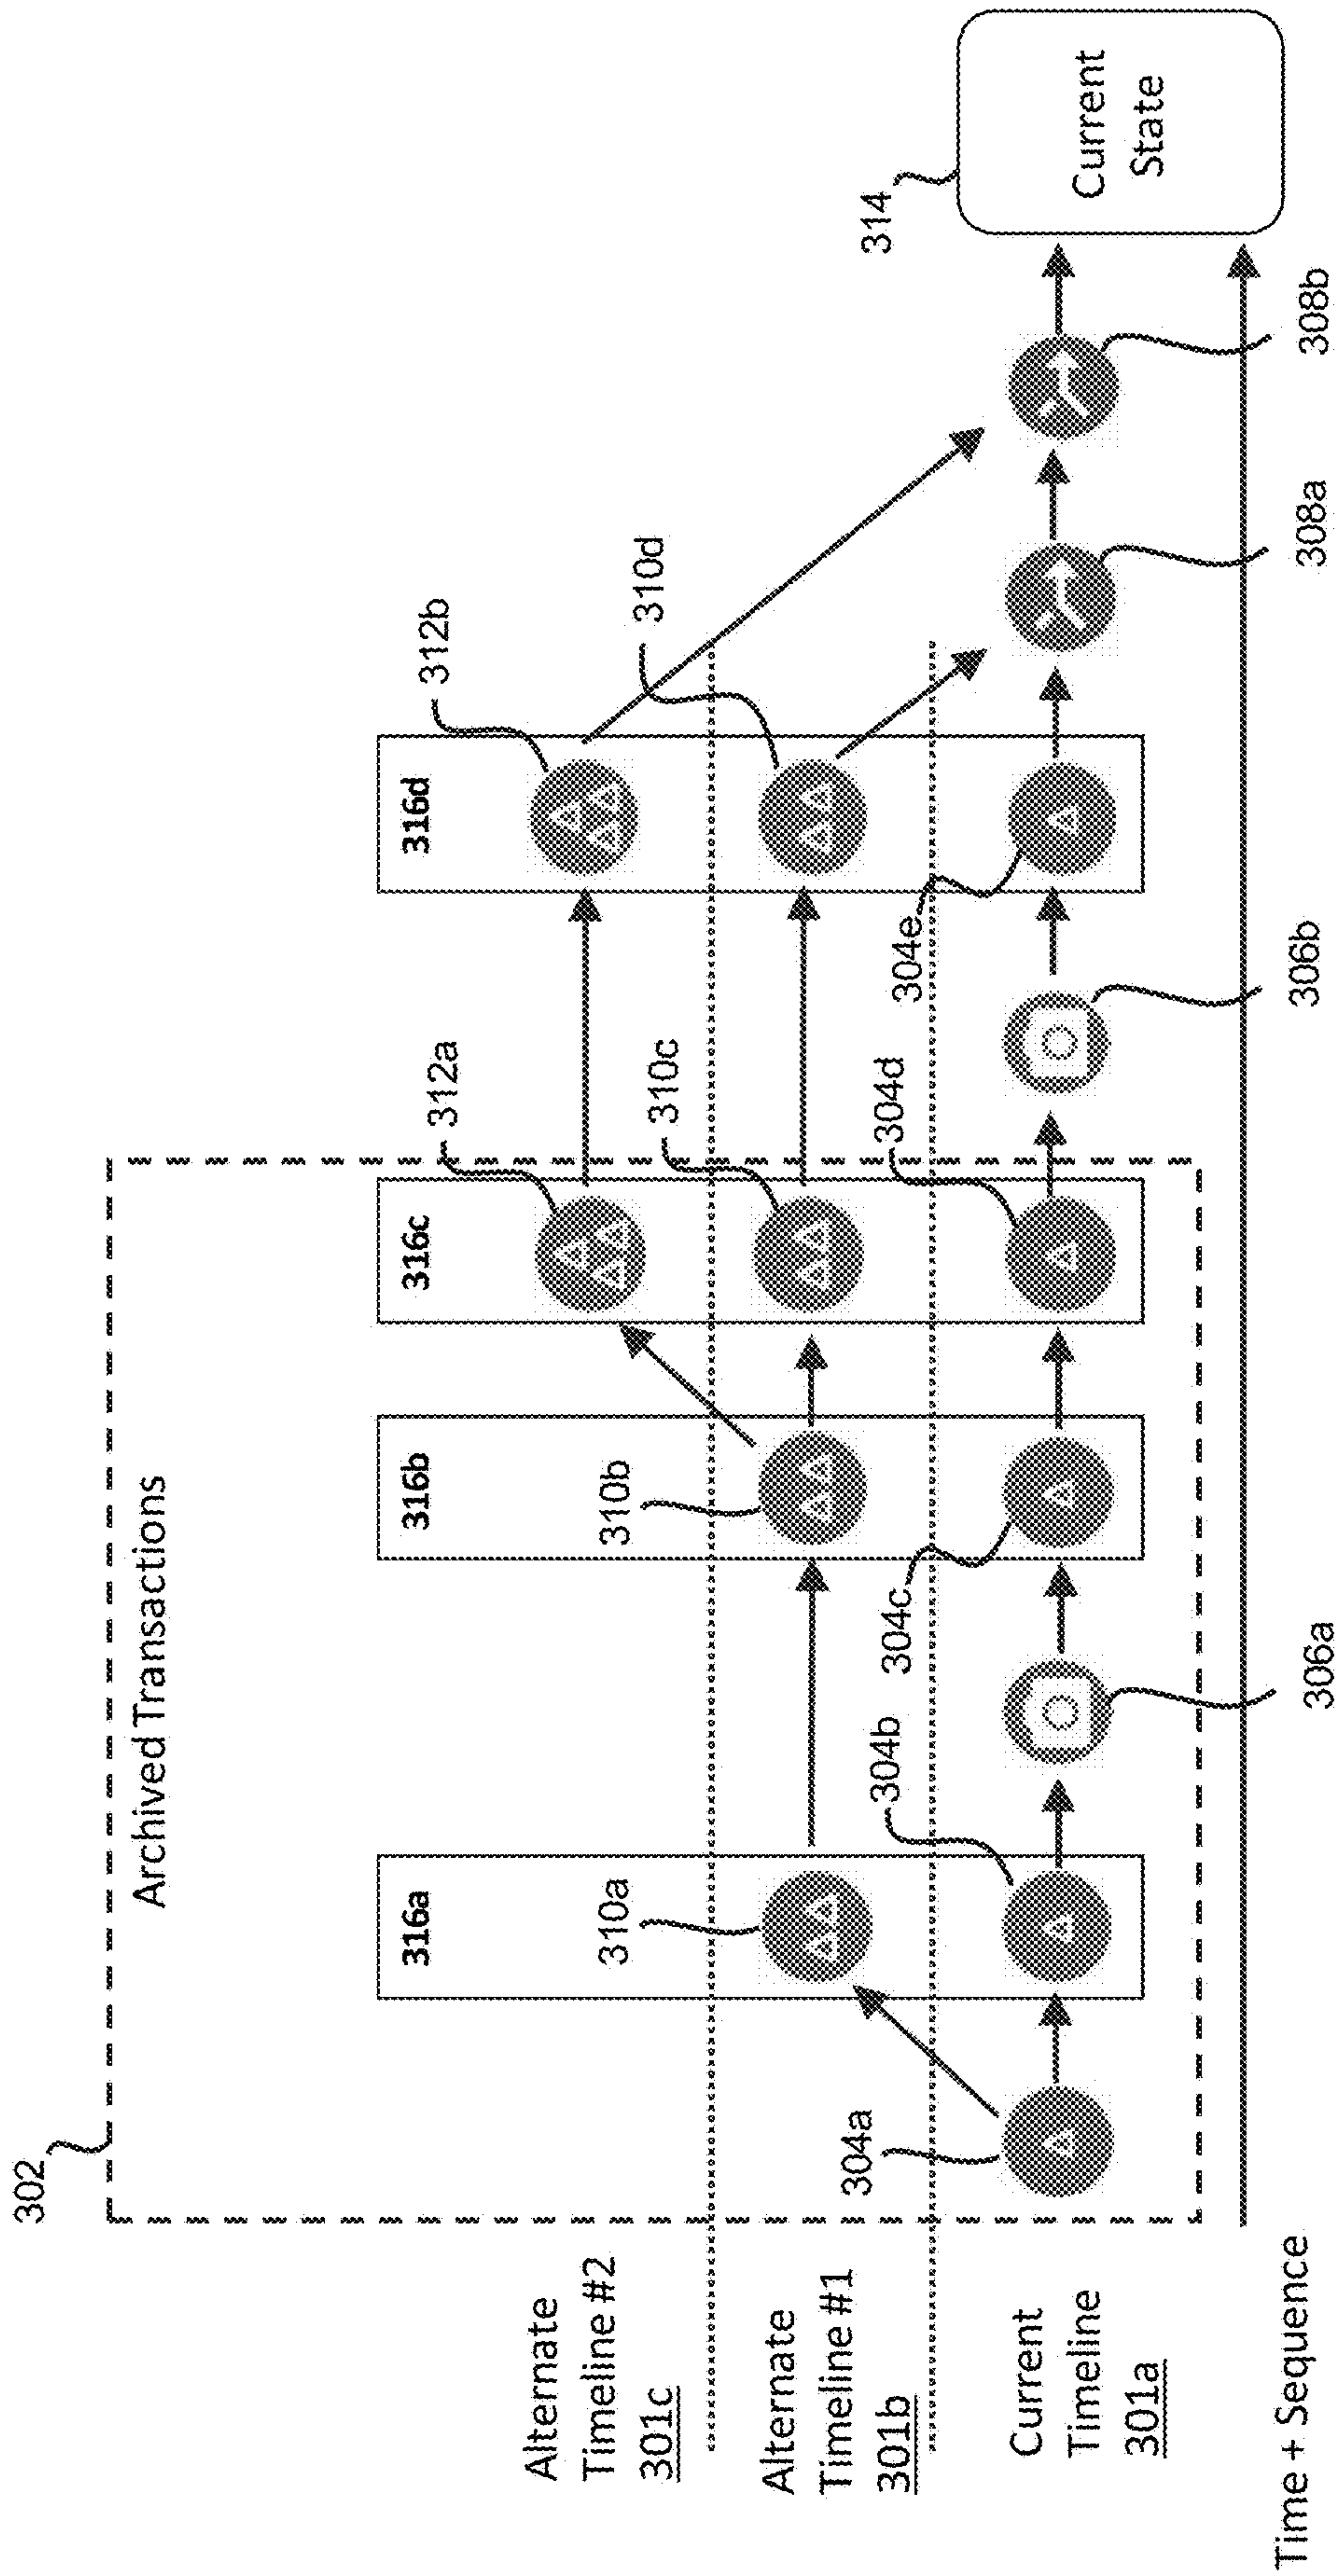 302
Archived Transactions
Alternate
Timeline #2
301c
Alternate
Timeline #1
301b
Current
Timeline
301a
316a
316b
316c
316d
312a
312b
310a
310b
310c
310d
304a
304b
304c
304d
304e
306a
306b
308a
308b
314
Current
State
Time + Sequence